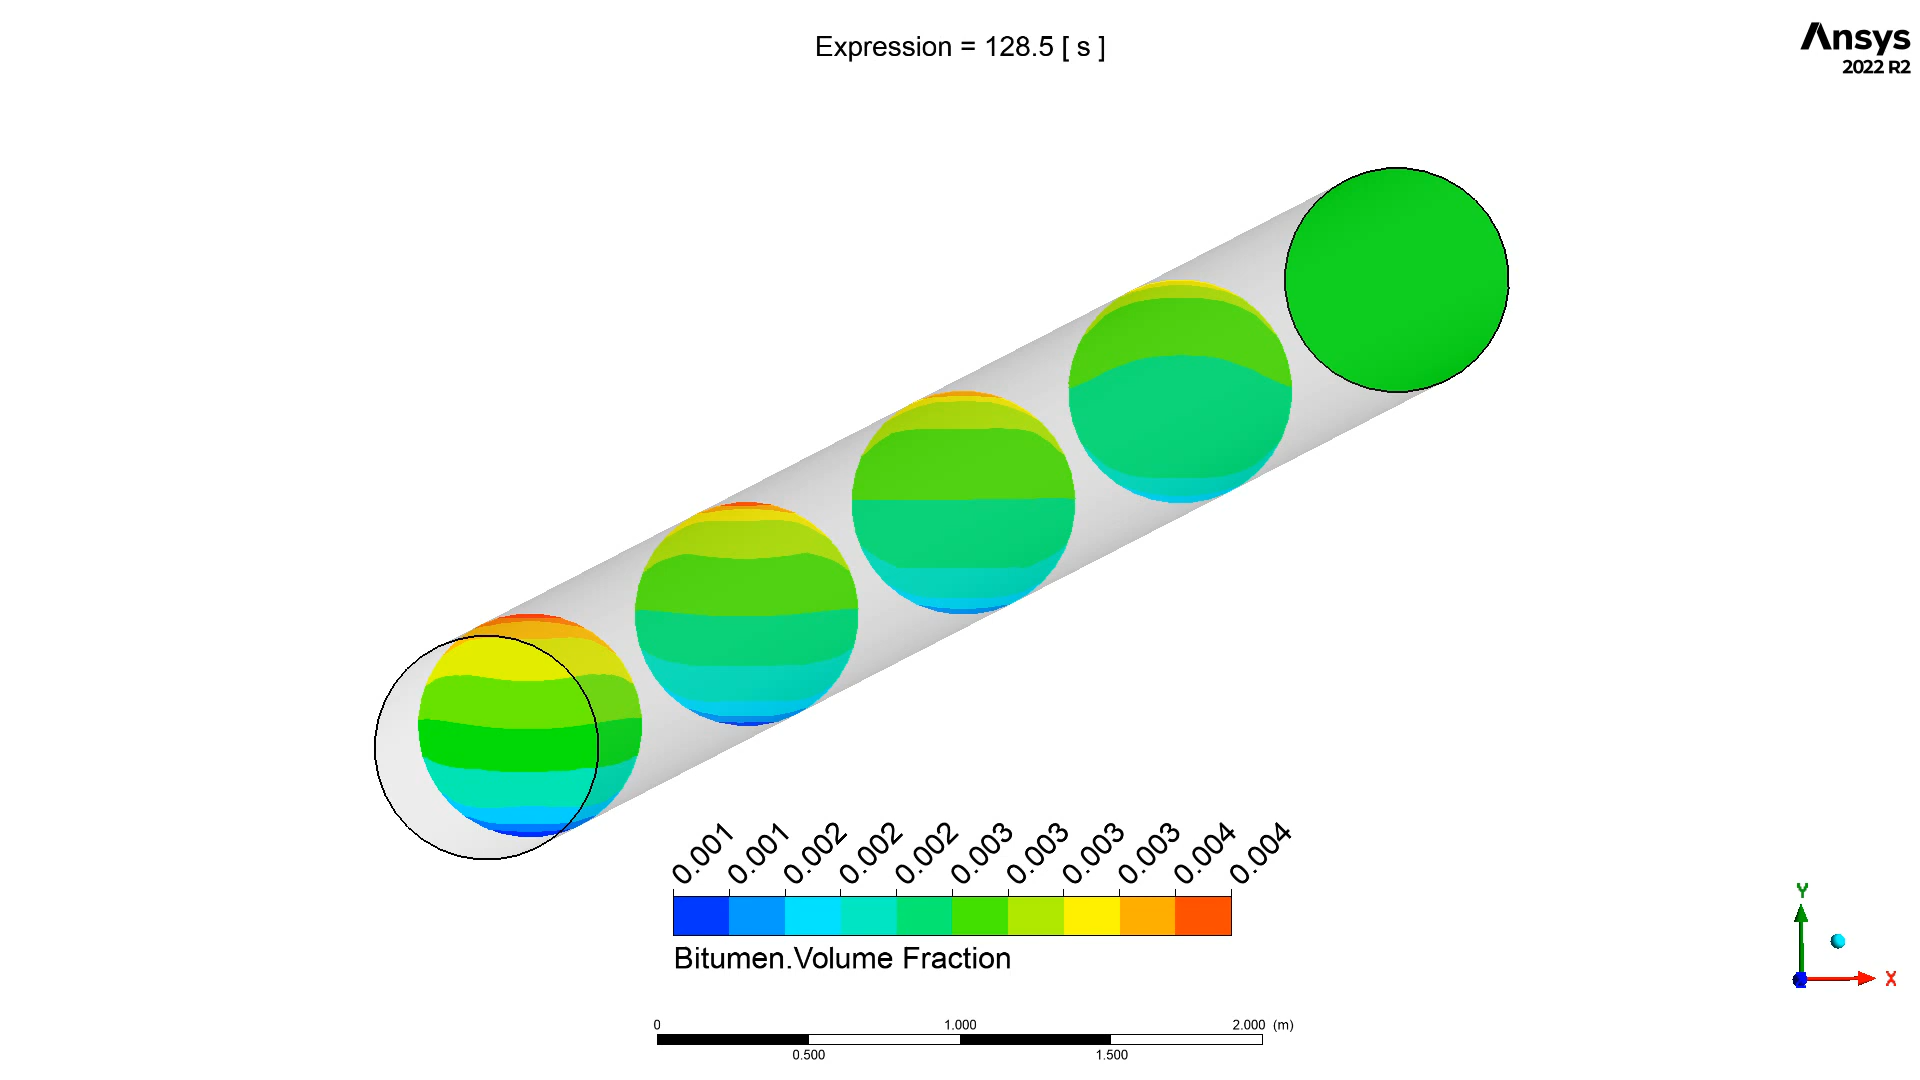 Expression = 128.5 [ s ]
Ansys
2022 R2
0.001 0.001 0.002 0.002 0.002 0.003 0.003 0.003 0.003 0.004 0.004
Bitumen.Volume Fraction
0 1.000 2.000 (m)
0.500 1.500
Y
X
Z